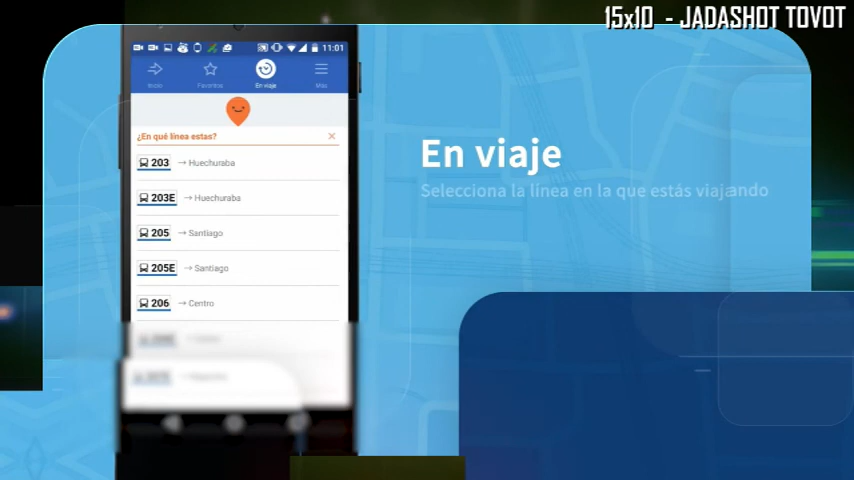 15x10 - JADASHOT TOVOT
11:01
Inicio
Favoritos
En viaje
Más
¿En qué línea estas?
203 → Huechuraba
203E → Huechuraba
205 → Santiago
205E → Santiago
206 → Centro
En viaje
Selecciona la línea en la que estás viajando